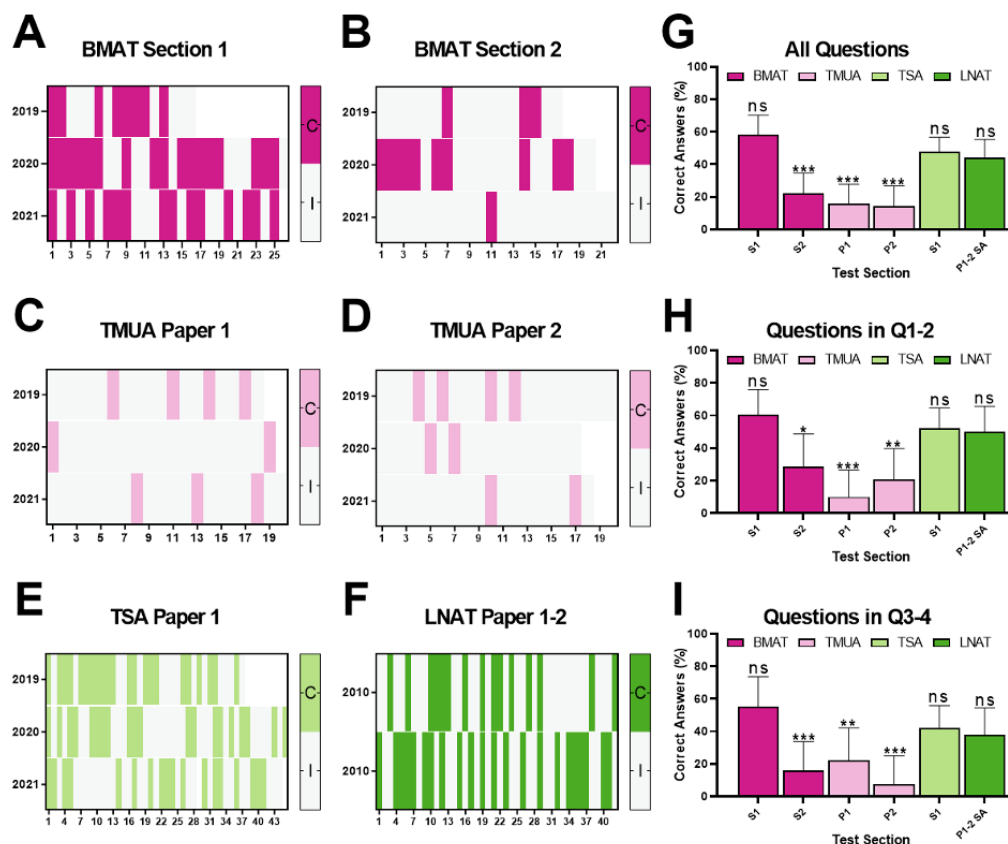 A
BMAT Section 1
2019
2020
2021
1 3 5 7 9 11 13 15 17 19 21 23 25
C
I
B
BMAT Section 2
2019
2020
2021
1 3 5 7 9 11 13 15 17 19 21
C
I
C
TMUA Paper 1
2019
2020
2021
1 3 5 7 9 11 13 15 17 19
C
I
D
TMUA Paper 2
2019
2020
2021
1 3 5 7 9 11 13 15 17 19
C
I
E
TSA Paper 1
2019
2020
2021
1 4 7 10 13 16 19 22 25 28 31 34 37 40 43
C
I
F
LNAT Paper 1-2
2010
2010
1 4 7 10 13 16 19 22 25 28 31 34 37 40
C
I
G
All Questions
BMAT TMUA TSA LNAT
Correct Answers (%)
100
80
60
40
20
0
ns *** *** *** ns ns
S1 S2 P1 P2 S1 P1-2 SA
Test Section
H
Questions in Q1-2
BMAT TMUA TSA LNAT
Correct Answers (%)
100
80
60
40
20
0
ns * *** ** ns ns
S1 S2 P1 P2 S1 P1-2 SA
Test Section
I
Questions in Q3-4
BMAT TMUA TSA LNAT
Correct Answers (%)
100
80
60
40
20
0
ns *** ** *** ns ns
S1 S2 P1 P2 S1 P1-2 SA
Test Section